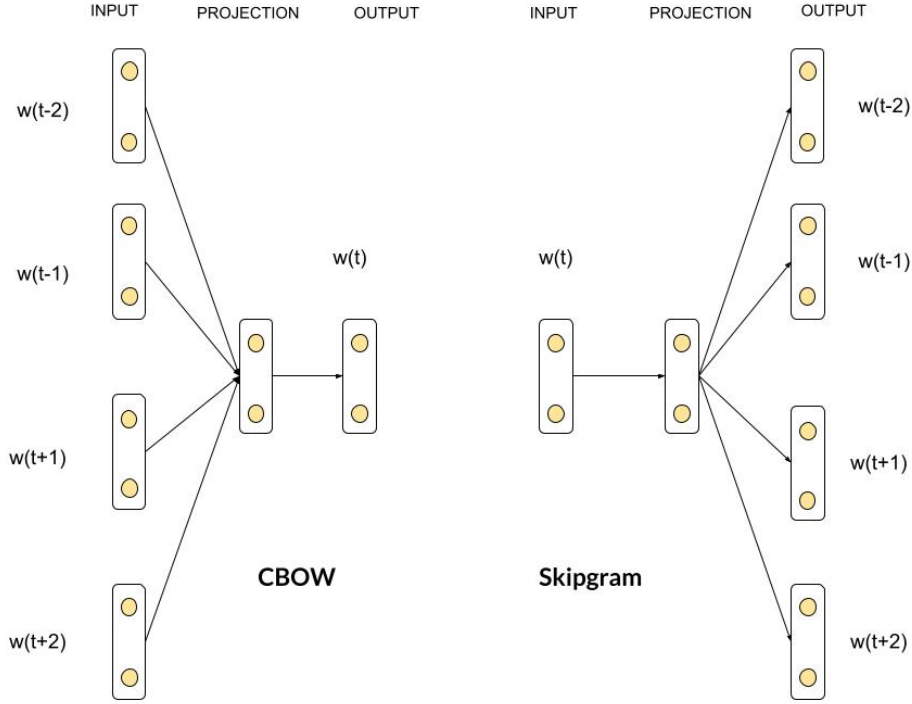 INPUT PROJECTION OUTPUT
w(t-2)
w(t-1)
w(t)
w(t+1)
w(t+2)
CBOW
INPUT PROJECTION OUTPUT
w(t-2)
w(t-1)
w(t)
w(t+1)
w(t+2)
Skipgram